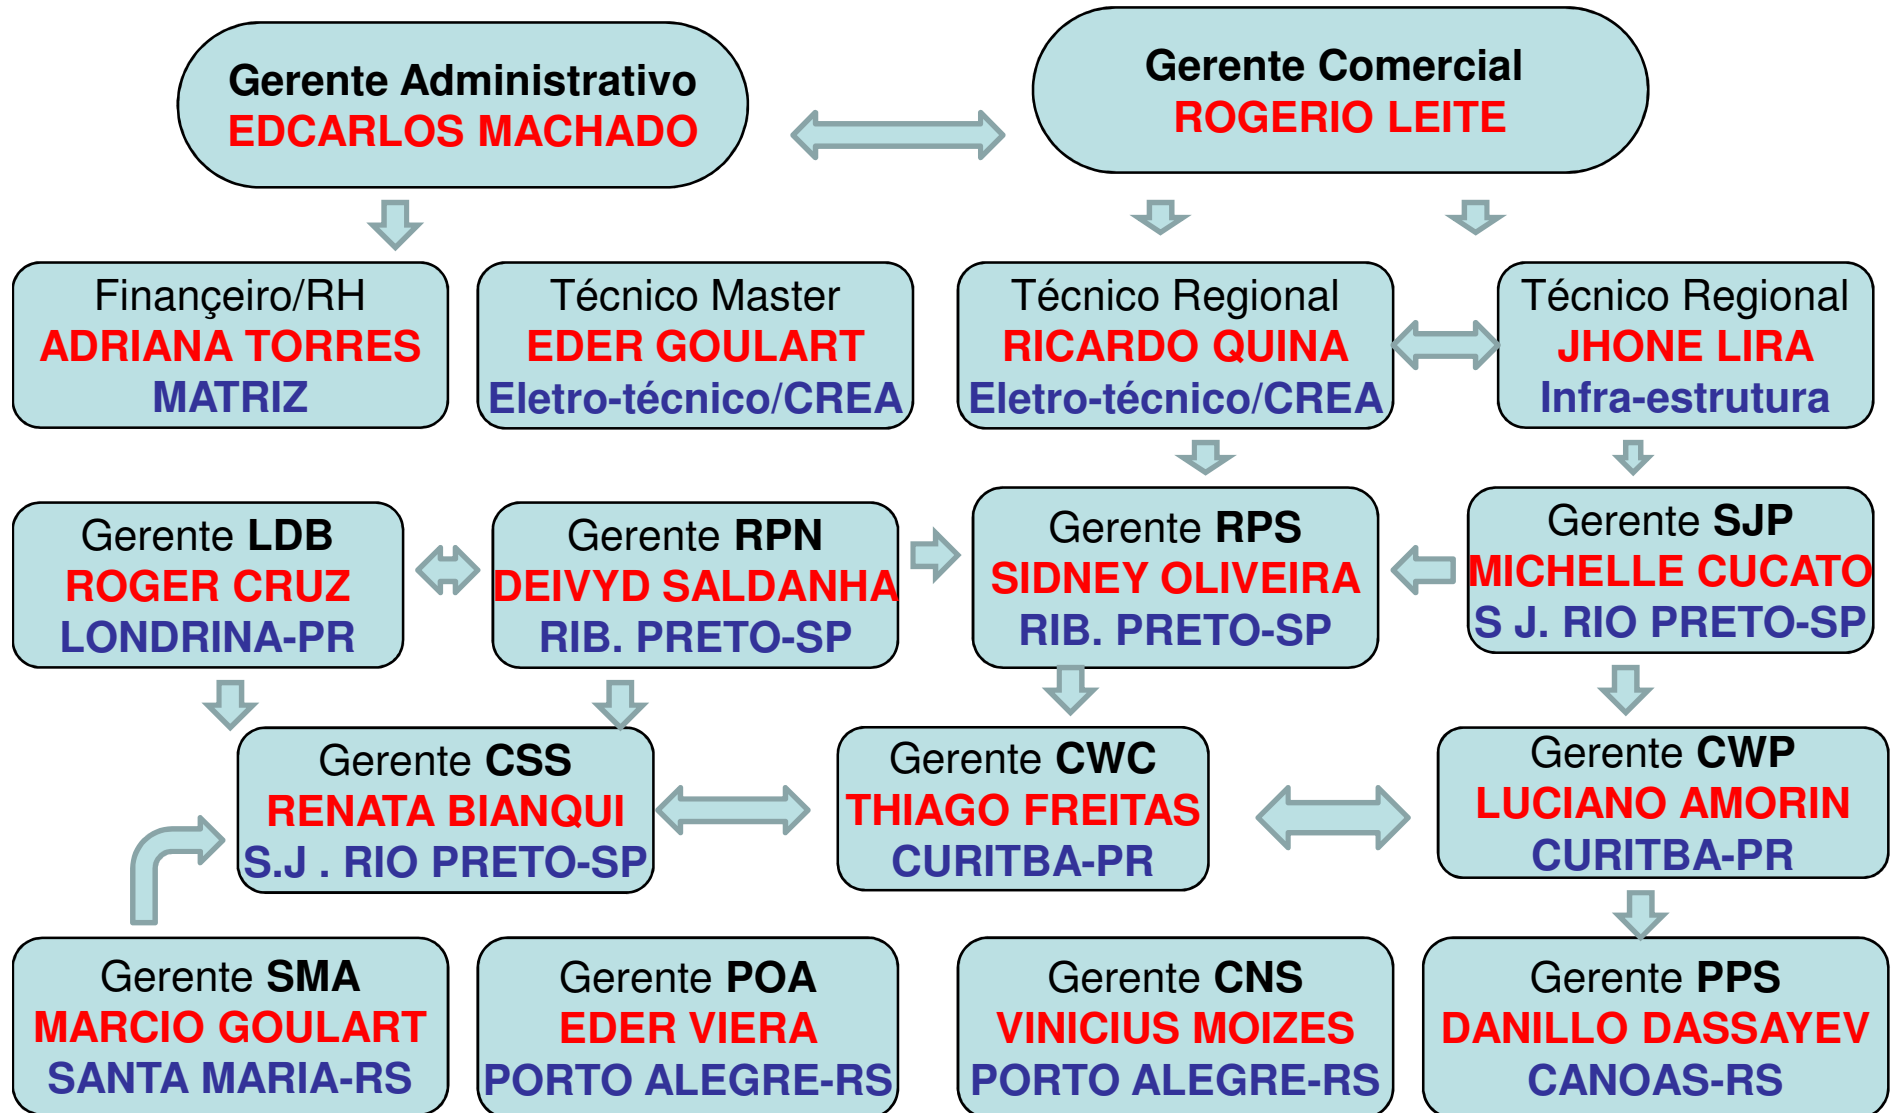 Gerente Administrativo
EDCARLOS MACHADO
Gerente Comercial
ROGERIO LEITE
Finançeiro/RH
ADRIANA TORRES
MATRIZ
Técnico Master
EDER GOULART
Eletro-técnico/CREA
Técnico Regional
RICARDO QUINA
Eletro-técnico/CREA
Técnico Regional
JHONE LIRA
Infra-estrutura
Gerente LDB
ROGER CRUZ
LONDRINA-PR
Gerente RPN
DEIVYD SALDANHA
RIB. PRETO-SP
Gerente RPS
SIDNEY OLIVEIRA
RIB. PRETO-SP
Gerente SJP
MICHELLE CUCATO
S J. RIO PRETO-SP
Gerente CSS
RENATA BIANQUI
S.J . RIO PRETO-SP
Gerente CWC
THIAGO FREITAS
CURITBA-PR
Gerente CWP
LUCIANO AMORIN
CURITBA-PR
Gerente SMA
MARCIO GOULART
SANTA MARIA-RS
Gerente POA
EDER VIERA
PORTO ALEGRE-RS
Gerente CNS
VINICIUS MOIZES
PORTO ALEGRE-RS
Gerente PPS
DANILLO DASSAYEV
CANOAS-RS